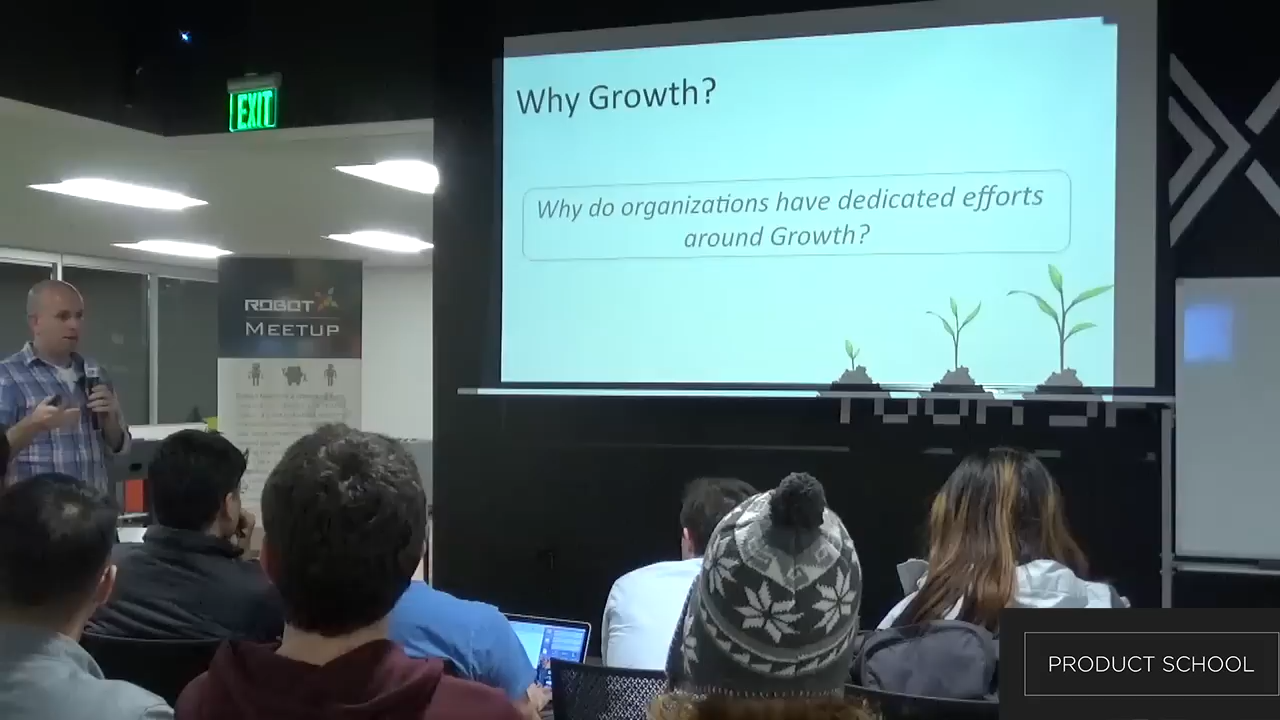 EXIT
Why Growth?
Why do organizations have dedicated efforts
around Growth?
ROBOT
MEETUP
PRODUCT SCHOOL